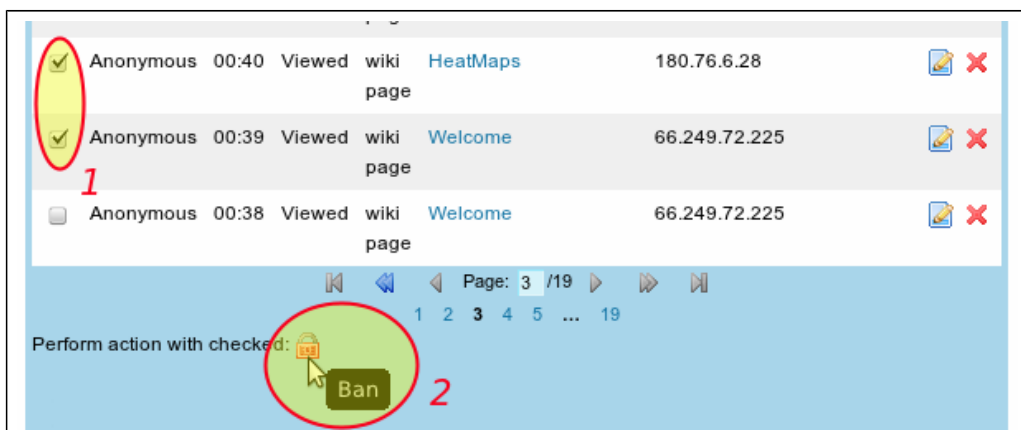 Anonymous 00:40 Viewed wiki page HeatMaps 180.76.6.28
Anonymous 00:39 Viewed wiki page Welcome 66.249.72.225
1
Anonymous 00:38 Viewed wiki page Welcome 66.249.72.225
Page: 3 /19
1 2 3 4 5 ... 19
Perform action with checked:
Ban
2